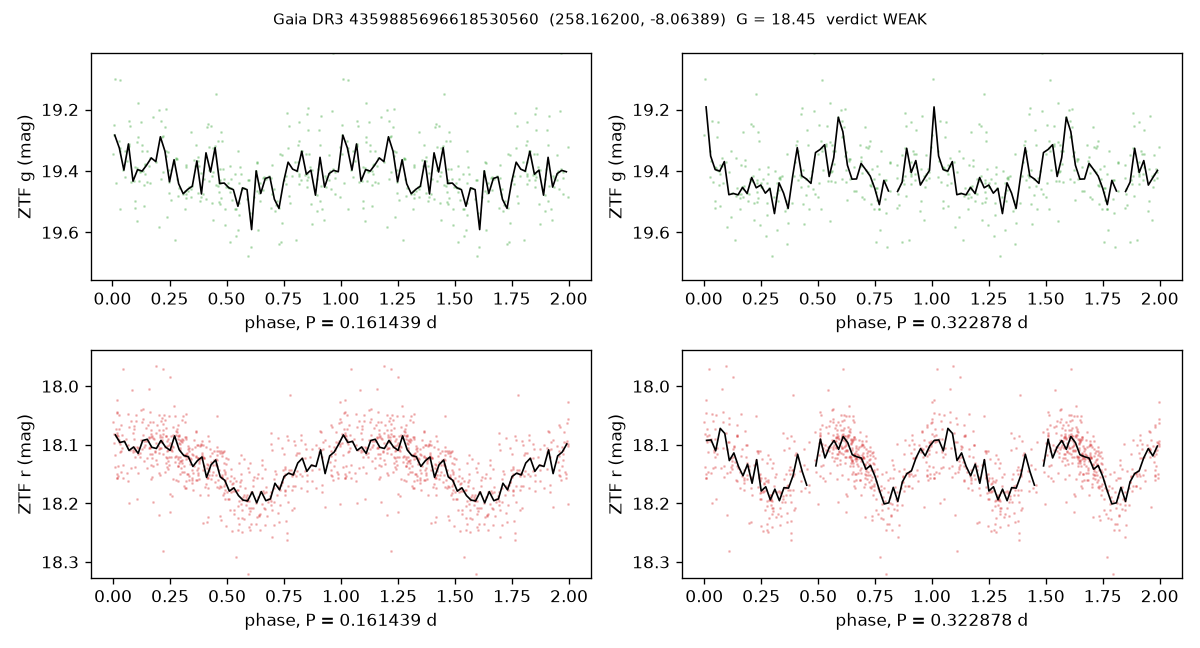 Gaia DR3 4359885696618530560  (258.16200, -8.06389)  G = 18.45  verdict WEAK
ZTF g (mag)
19.2
19.4
19.6
0.00 0.25 0.50 0.75 1.00 1.25 1.50 1.75 2.00
phase, P = 0.161439 d
ZTF g (mag)
19.2
19.4
19.6
0.00 0.25 0.50 0.75 1.00 1.25 1.50 1.75 2.00
phase, P = 0.322878 d
ZTF r (mag)
18.0
18.1
18.2
18.3
0.00 0.25 0.50 0.75 1.00 1.25 1.50 1.75 2.00
phase, P = 0.161439 d
ZTF r (mag)
18.0
18.1
18.2
18.3
0.00 0.25 0.50 0.75 1.00 1.25 1.50 1.75 2.00
phase, P = 0.322878 d